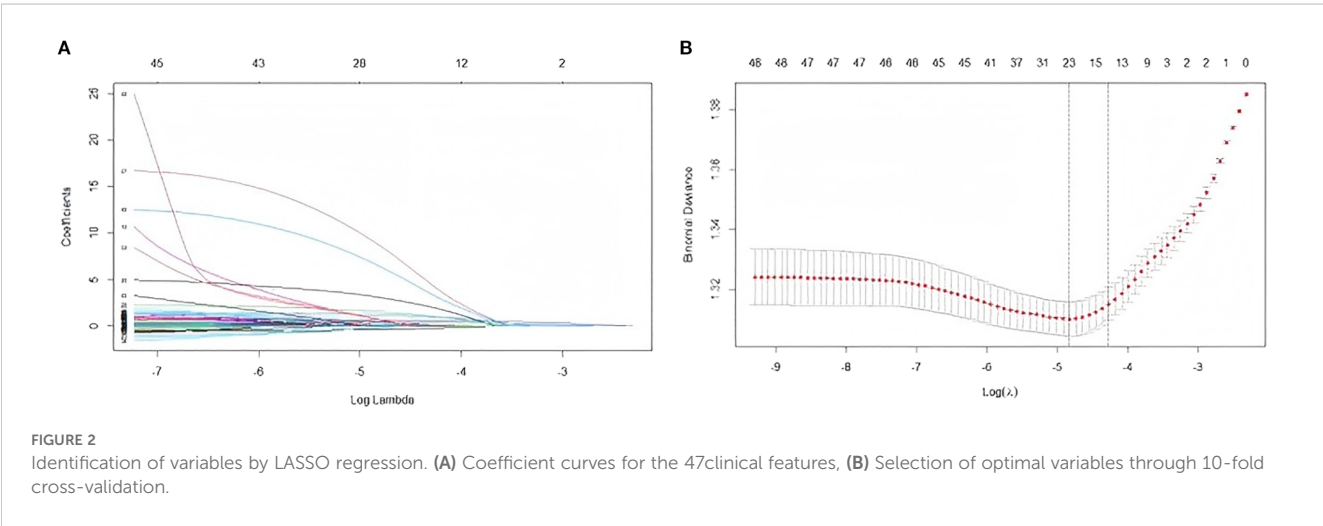 A
45 43 28 12 2
25
20
15
10
5
0
Coefficients
-7 -6 -5 -4 -3
Log Lambda
B
48 48 47 47 47 46 46 45 45 41 37 31 23 15 13 9 3 2 2 1 0
1.38
1.36
1.34
1.32
Binomial Deviance
-9 -8 -7 -6 -5 -4 -3
Log(λ)
FIGURE 2
Identification of variables by LASSO regression. (A) Coefficient curves for the 47clinical features, (B) Selection of optimal variables through 10-fold
cross-validation.